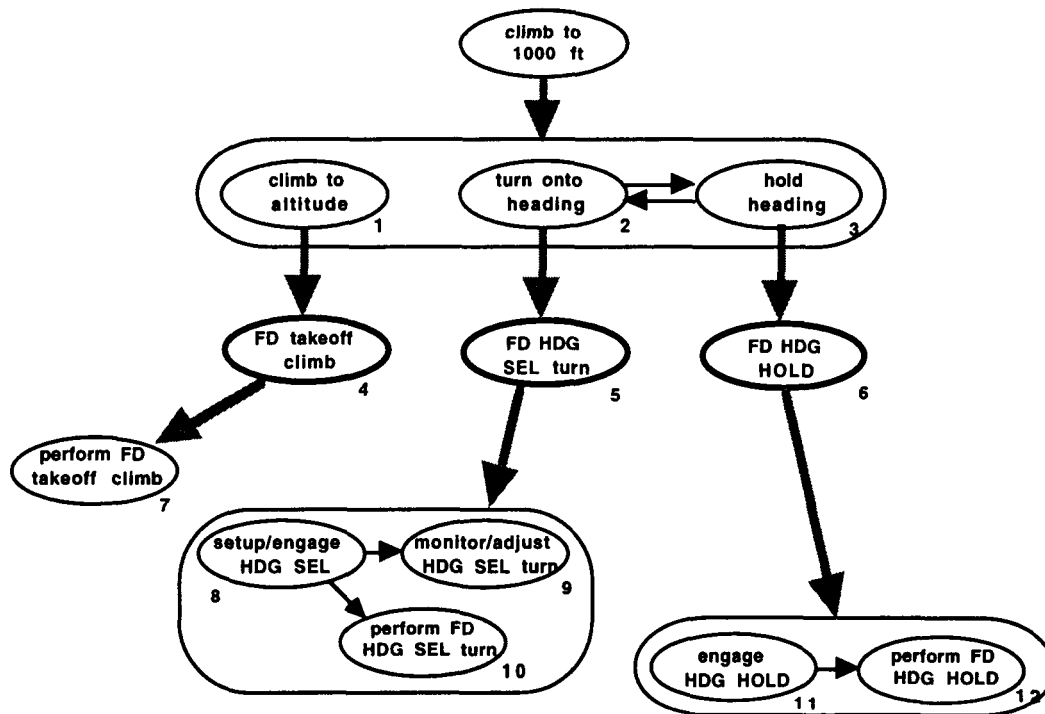 climb to
1000 ft
climb to
altitude
1
turn onto
heading
2
hold
heading
3
FD takeoff
climb
4
FD HDG
SEL turn
5
FD HDG
HOLD
6
perform FD
takeoff climb
7
setup/engage
HDG SEL
8
monitor/adjust
HDG SEL turn
9
perform FD
HDG SEL turn
10
engage
HDG HOLD
11
perform FD
HDG HOLD
12